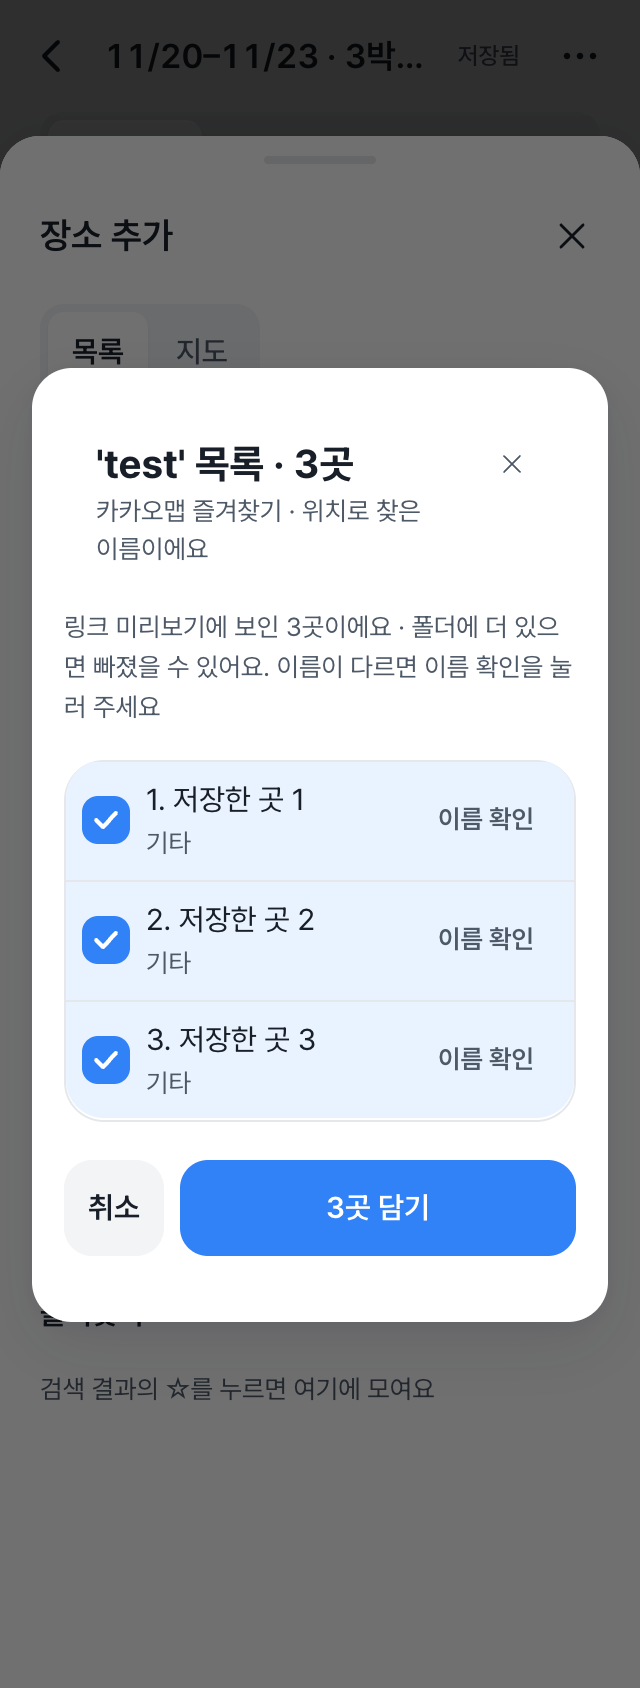 11/20–11/23 · 3박...
저장됨
장소 추가
목록
지도
'test' 목록 · 3곳
카카오맵 즐겨찾기 · 위치로 찾은
이름이에요
링크 미리보기에 보인 3곳이에요 · 폴더에 더 있으
면 빠졌을 수 있어요. 이름이 다르면 이름 확인을 눌
러 주세요
1. 저장한 곳 1
기타
이름 확인
2. 저장한 곳 2
기타
이름 확인
3. 저장한 곳 3
기타
이름 확인
취소
3곳 담기
검색 결과의 ☆를 누르면 여기에 모여요